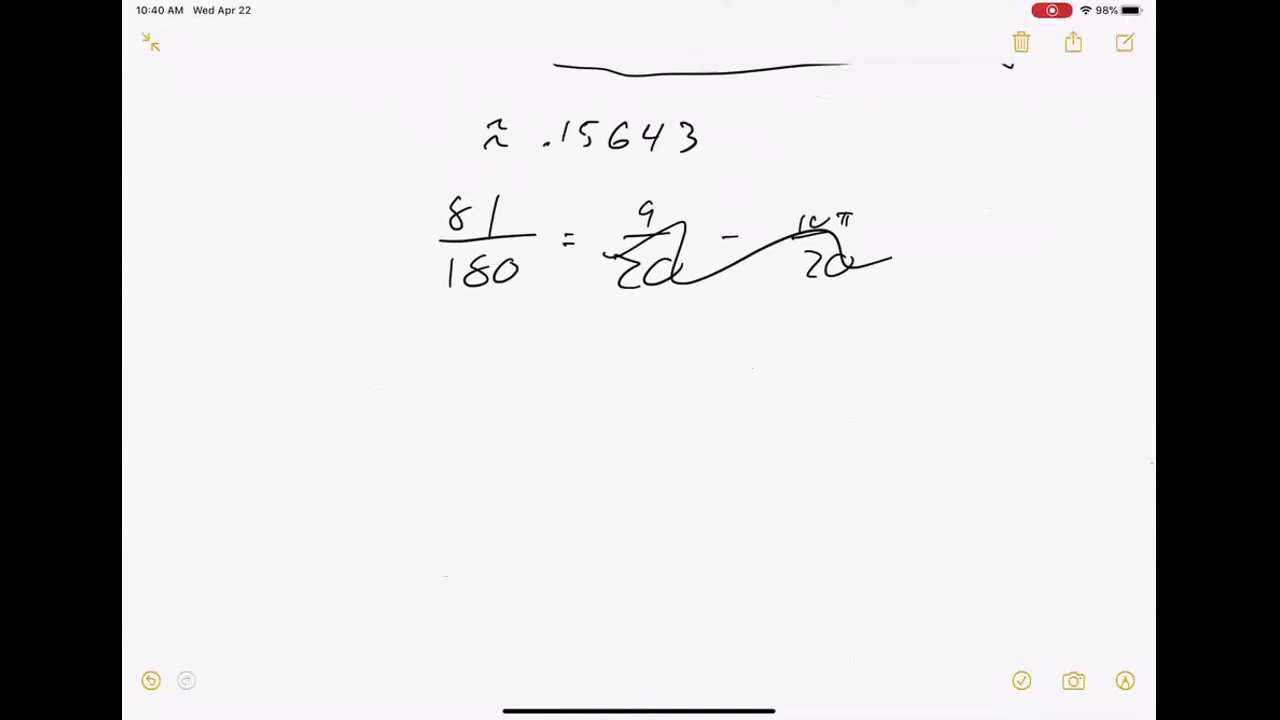 10:40 AM Wed Apr 22 98%
≈ .15643
81/180 = 9/20 - 10π/20